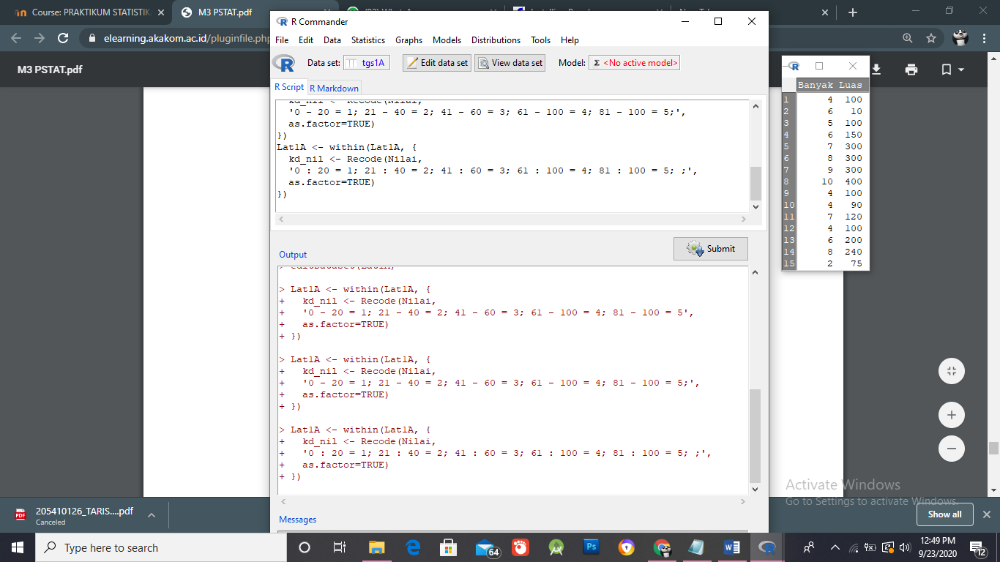 Course: PRAKTIKUM STATISTIK
M3 PSTAT.pdf
elearning.akakom.ac.id/pluginfile.php
M3 PSTAT.pdf
R Commander
File Edit Data Statistics Graphs Models Distributions Tools Help
Data set: tgs1A Edit data set View data set Model: Σ <No active model>
R Script R Markdown
kd_nil <- Recode(Nilai,
'0 - 20 = 1; 21 - 40 = 2; 41 - 60 = 3; 61 - 100 = 4; 81 - 100 = 5;',
as.factor=TRUE)
})
Lat1A <- within(Lat1A, {
kd_nil <- Recode(Nilai,
'0 : 20 = 1; 21 : 40 = 2; 41 : 60 = 3; 61 : 100 = 4; 81 : 100 = 5; ;',
as.factor=TRUE)
})
Output
Submit
> editDataset(Lat1A)
> Lat1A <- within(Lat1A, {
+ kd_nil <- Recode(Nilai,
+ '0 - 20 = 1; 21 - 40 = 2; 41 - 60 = 3; 61 - 100 = 4; 81 - 100 = 5',
+ as.factor=TRUE)
+ })
> Lat1A <- within(Lat1A, {
+ kd_nil <- Recode(Nilai,
+ '0 - 20 = 1; 21 - 40 = 2; 41 - 60 = 3; 61 - 100 = 4; 81 - 100 = 5;',
+ as.factor=TRUE)
+ })
> Lat1A <- within(Lat1A, {
+ kd_nil <- Recode(Nilai,
+ '0 : 20 = 1; 21 : 40 = 2; 41 : 60 = 3; 61 : 100 = 4; 81 : 100 = 5; ;',
+ as.factor=TRUE)
+ })
Messages
Banyak Luas
1 4 100
2 6 10
3 5 100
4 6 150
5 7 300
6 8 300
7 9 300
8 10 400
9 4 100
10 4 90
11 7 120
12 4 100
13 6 200
14 8 240
15 2 75
Activate Windows
Go to Settings to activate Windows.
205410126_TARIS....pdf
Canceled
Show all
Type here to search
64
Ps
12:49 PM
9/23/2020
12